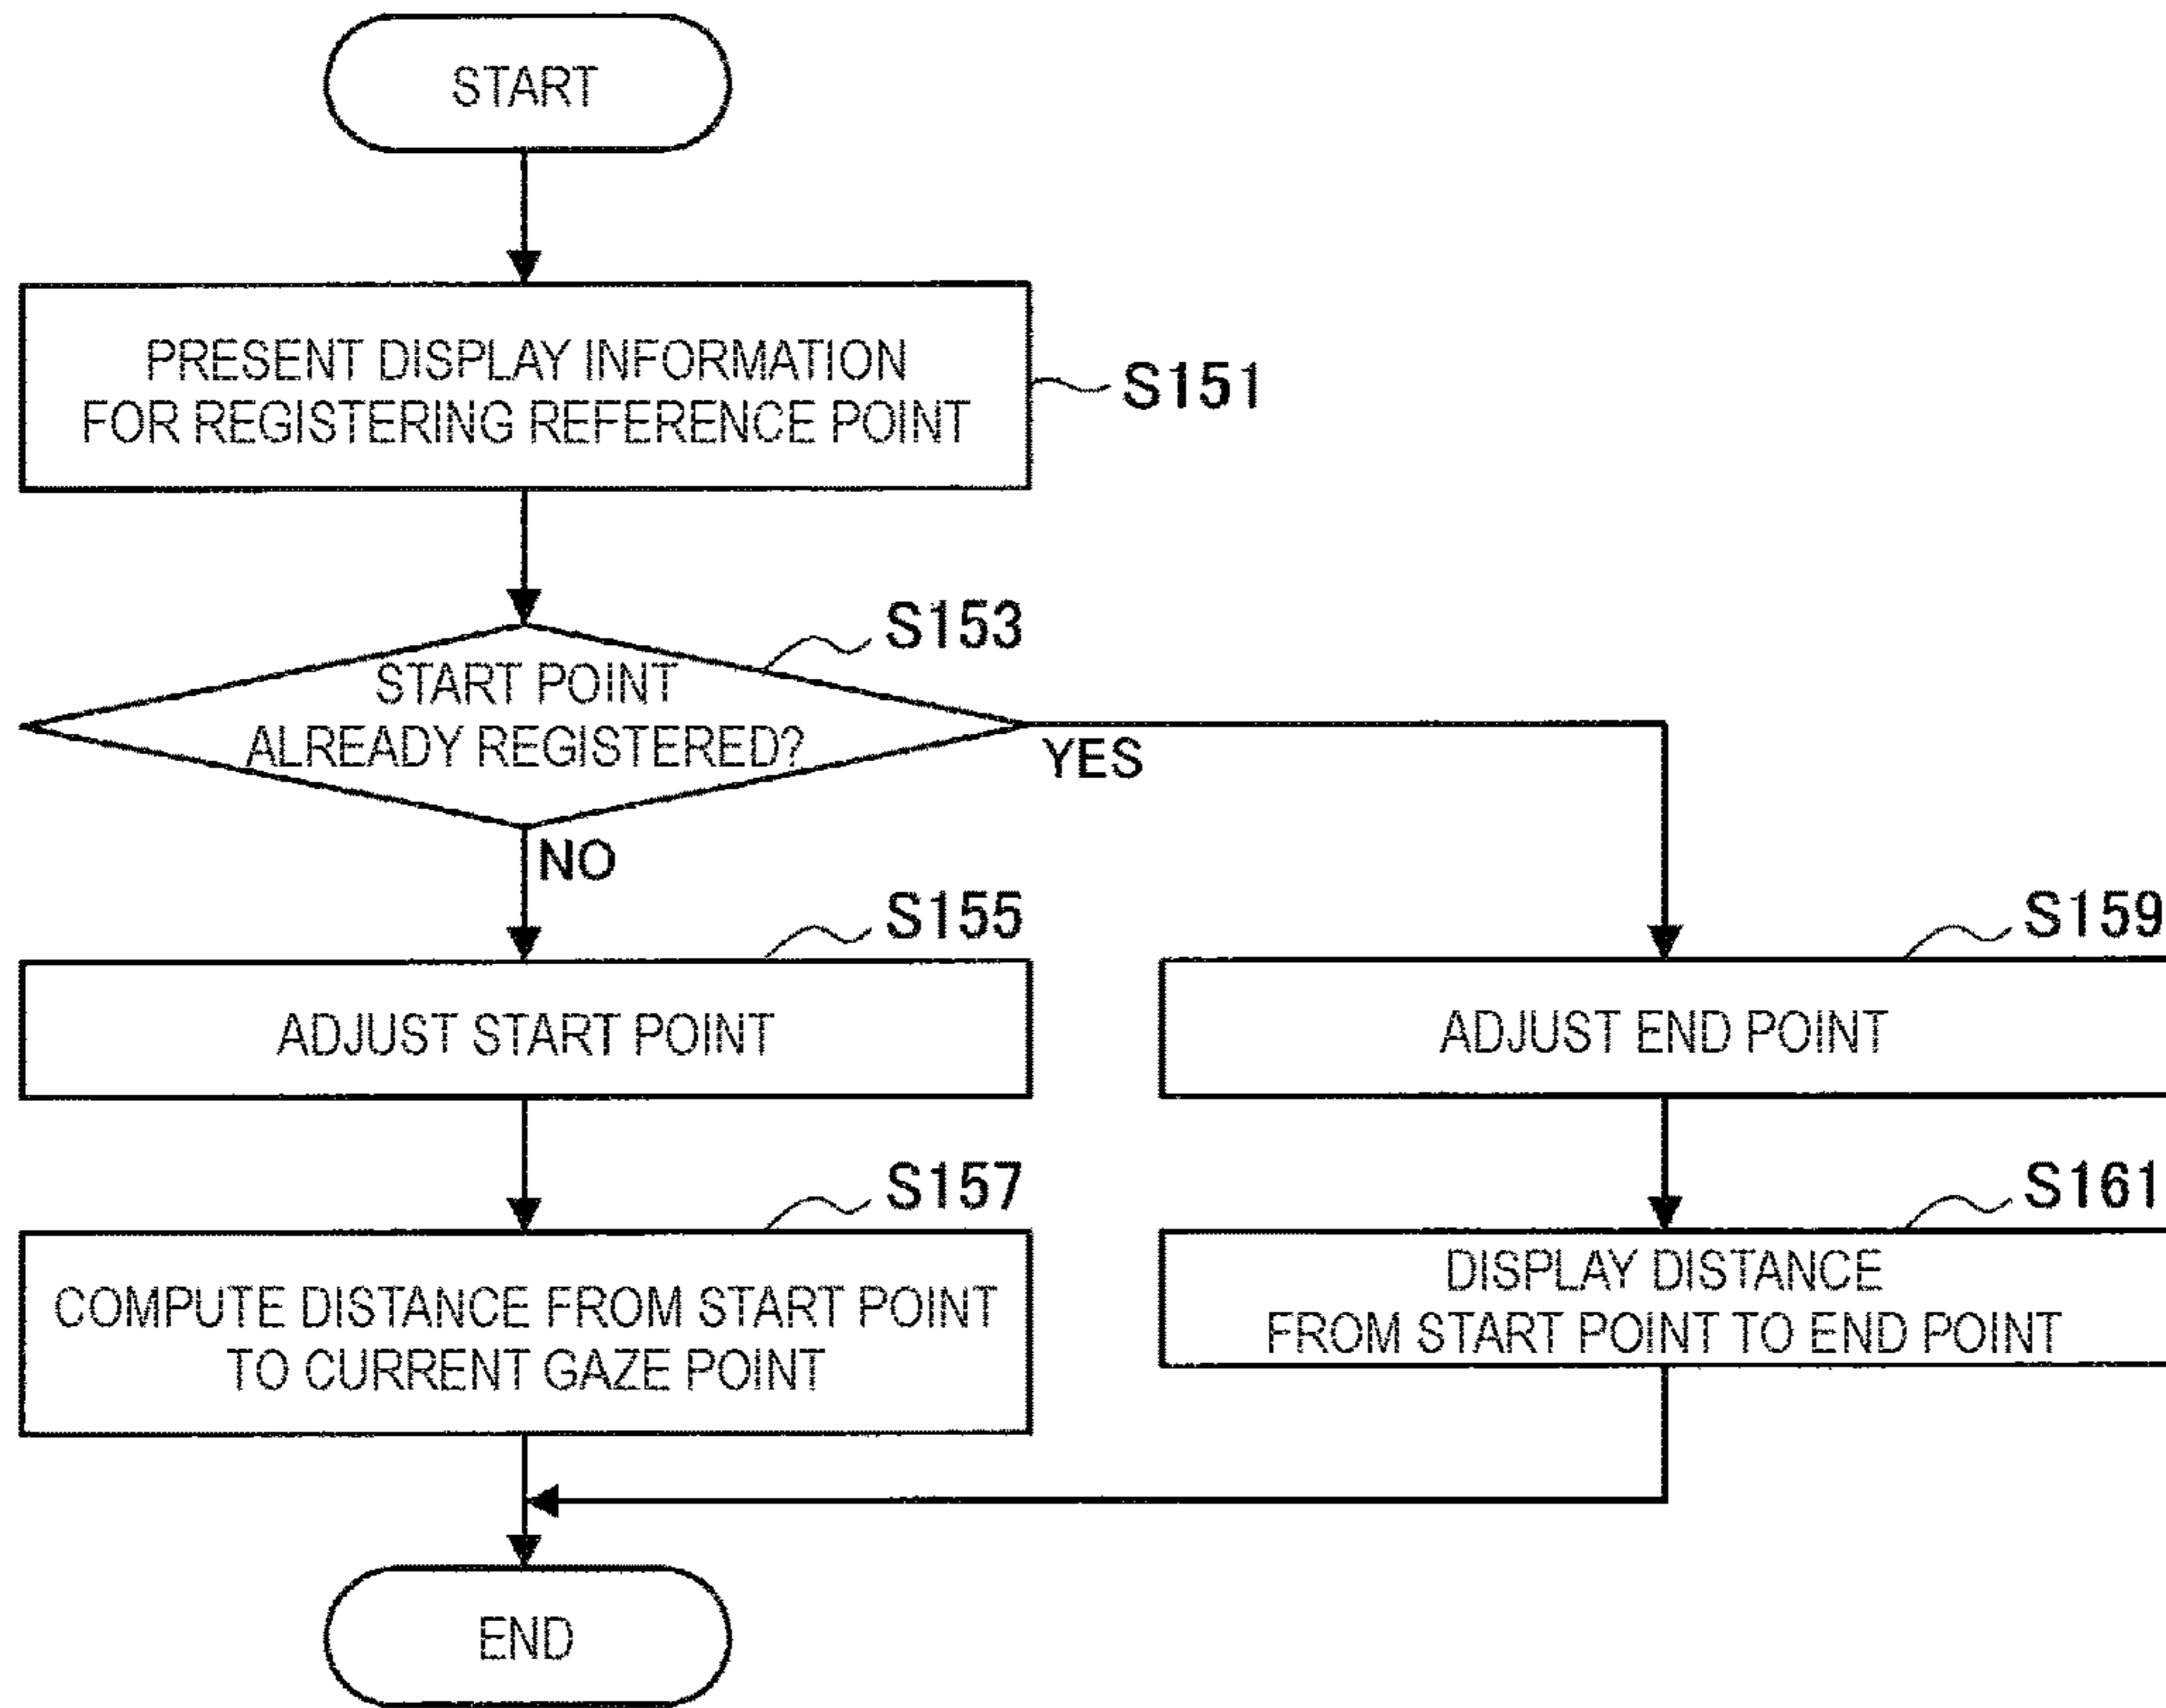 START
PRESENT DISPLAY INFORMATION
FOR REGISTERING REFERENCE POINT
S151
S153
START POINT
ALREADY REGISTERED?
YES
NO
S155
ADJUST START POINT
S159
ADJUST END POINT
S157
COMPUTE DISTANCE FROM START POINT
TO CURRENT GAZE POINT
S161
DISPLAY DISTANCE
FROM START POINT TO END POINT
END